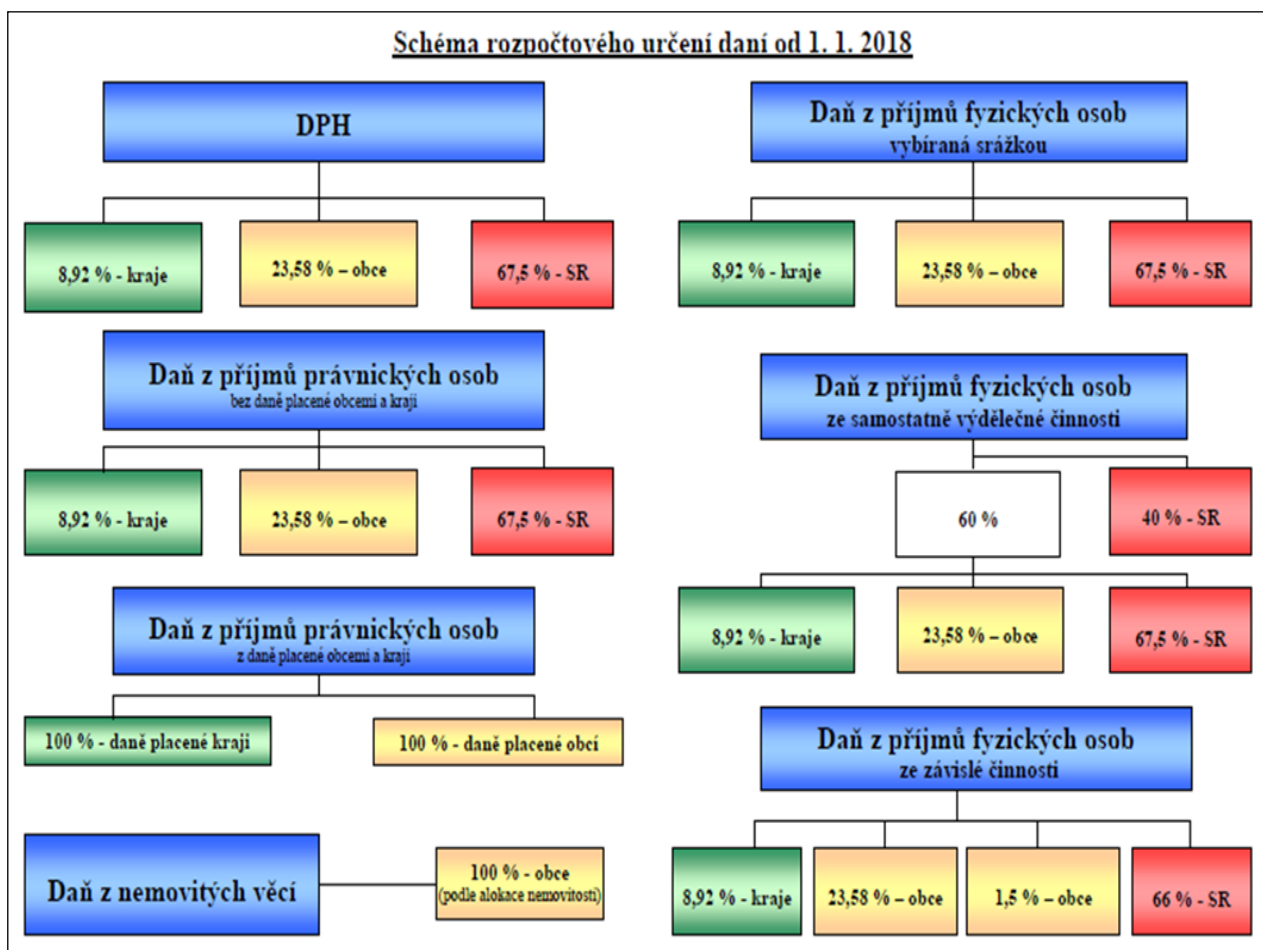 Schéma rozpočtového určení daní od 1. 1. 2018
DPH
8,92 % - kraje
23,58 % – obce
67,5 % - SR
Daň z příjmů právnických osob
bez daně placené obcemi a kraji
8,92 % - kraje
23,58 % – obce
67,5 % - SR
Daň z příjmů právnických osob
z daně placené obcemi a kraji
100 % - daně placené kraji
100 % - daně placené obcí
Daň z nemovitých věcí
100 % - obce
(podle alokace nemovitosti)
Daň z příjmů fyzických osob
vybíraná srážkou
8,92 % - kraje
23,58 % – obce
67,5 % - SR
Daň z příjmů fyzických osob
ze samostatně výdělečné činnosti
60 %
40 % - SR
8,92 % - kraje
23,58 % – obce
67,5 % - SR
Daň z příjmů fyzických osob
ze závislé činnosti
8,92 % - kraje
23,58 % – obce
1,5 % – obce
66 % - SR